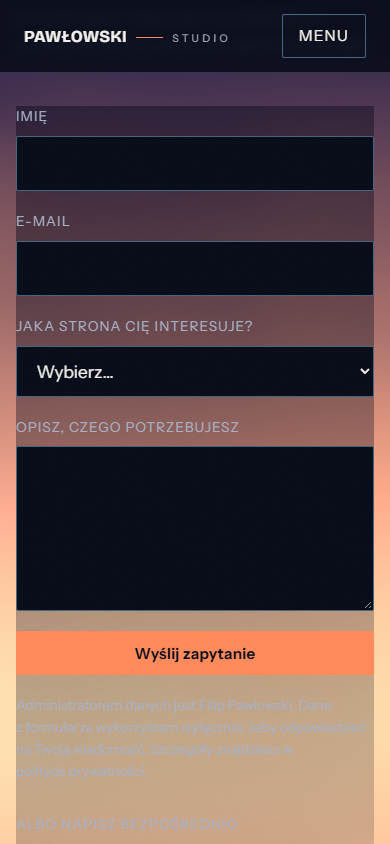 PAWŁOWSKI
STUDIO
MENU
IMIĘ
E-MAIL
JAKA STRONA CIĘ INTERESUJE?
Wybierz...
OPISZ, CZEGO POTRZEBUJESZ
Wyślij zapytanie
Administratorem danych jest Filip Pawłowski. Dane
z formularza wykorzystam wyłącznie, żeby odpowiedzieć
na Twoją wiadomość. Szczegóły znajdziesz w
polityce prywatności.
ALBO NAPISZ BEZPOŚREDNIO